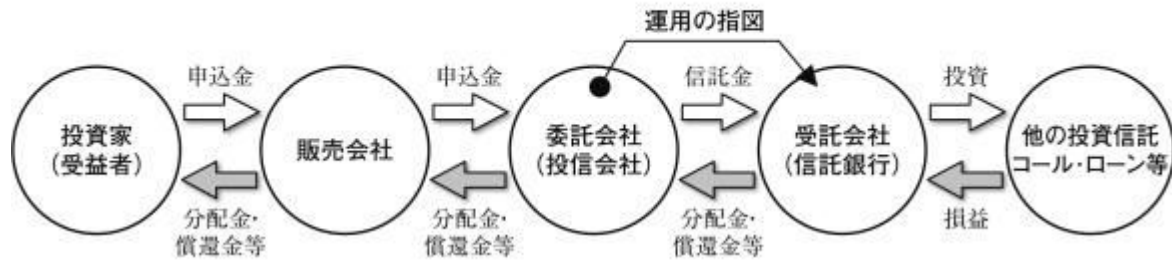 運用の指図
申込金
申込金
信託金
投資
投資家
(受益者)
販売会社
委託会社
(投信会社)
受託会社
(信託銀行)
他の投資信託
コール・ローン等
分配金・
償還金等
分配金・
償還金等
分配金・
償還金等
損益